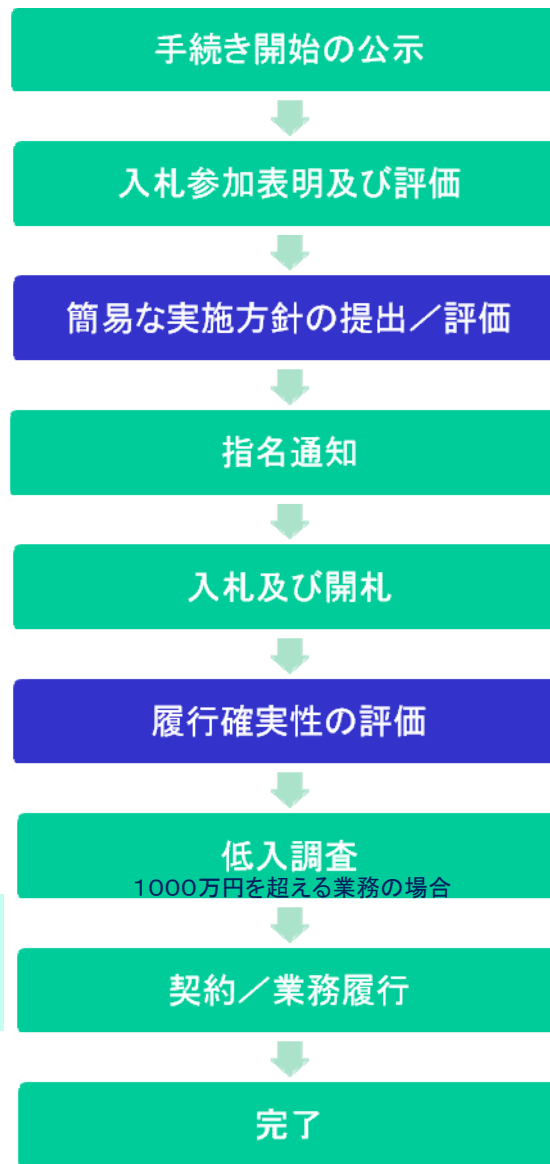 手続き開始の公示
入札参加表明及び評価
簡易な実施方針の提出／評価
指名通知
入札及び開札
履行確実性の評価
低入調査
1000万円を超える業務の場合
契約／業務履行
完了